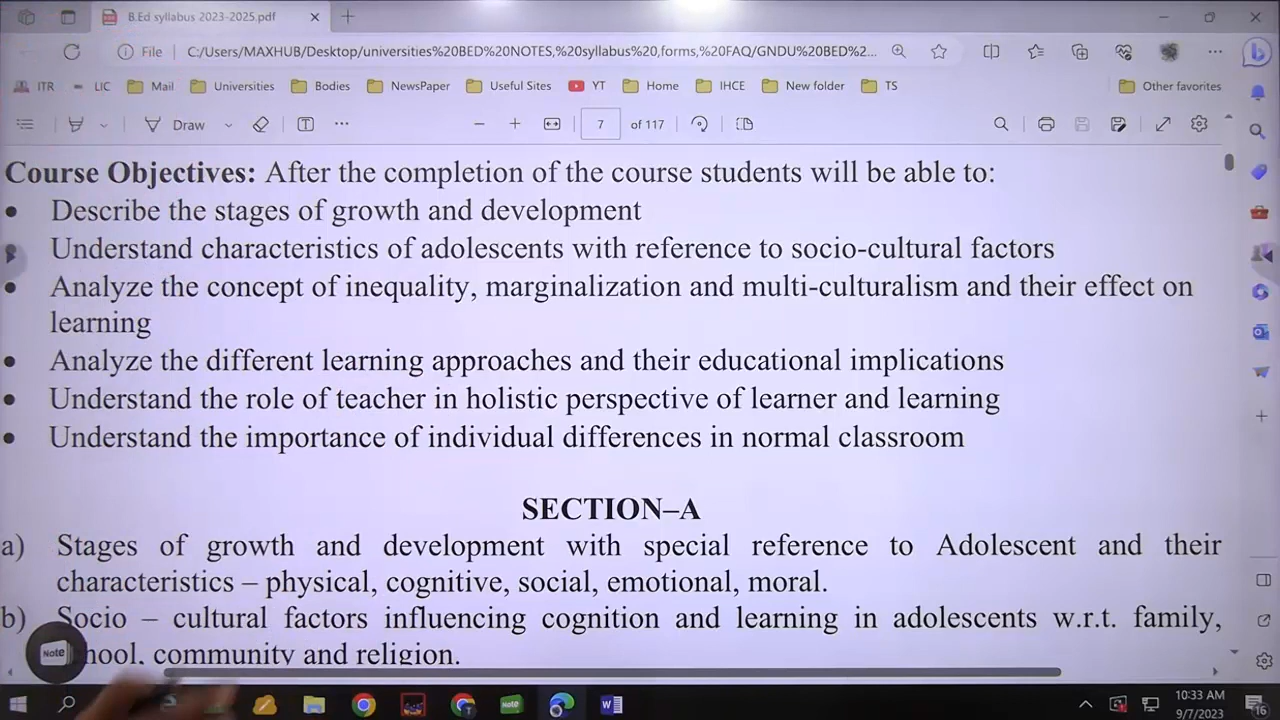 B.Ed syllabus 2023-2025.pdf
File C:/Users/MAXHUB/Desktop/universities%20BED%20NOTES,%20syllabus%20,forms,%20FAQ/GNDU%20BED%2...
ITR LIC Mail Universities Bodies NewsPaper Useful Sites YT Home IHCE New folder TS Other favorites
Draw 7 of 117
Course Objectives: After the completion of the course students will be able to:
• Describe the stages of growth and development
• Understand characteristics of adolescents with reference to socio-cultural factors
• Analyze the concept of inequality, marginalization and multi-culturalism and their effect on
learning
• Analyze the different learning approaches and their educational implications
• Understand the role of teacher in holistic perspective of learner and learning
• Understand the importance of individual differences in normal classroom
SECTION–A
a) Stages of growth and development with special reference to Adolescent and their
characteristics – physical, cognitive, social, emotional, moral.
b) Socio – cultural factors influencing cognition and learning in adolescents w.r.t. family,
community and religion.
Note
10:33 AM
9/7/2023
16